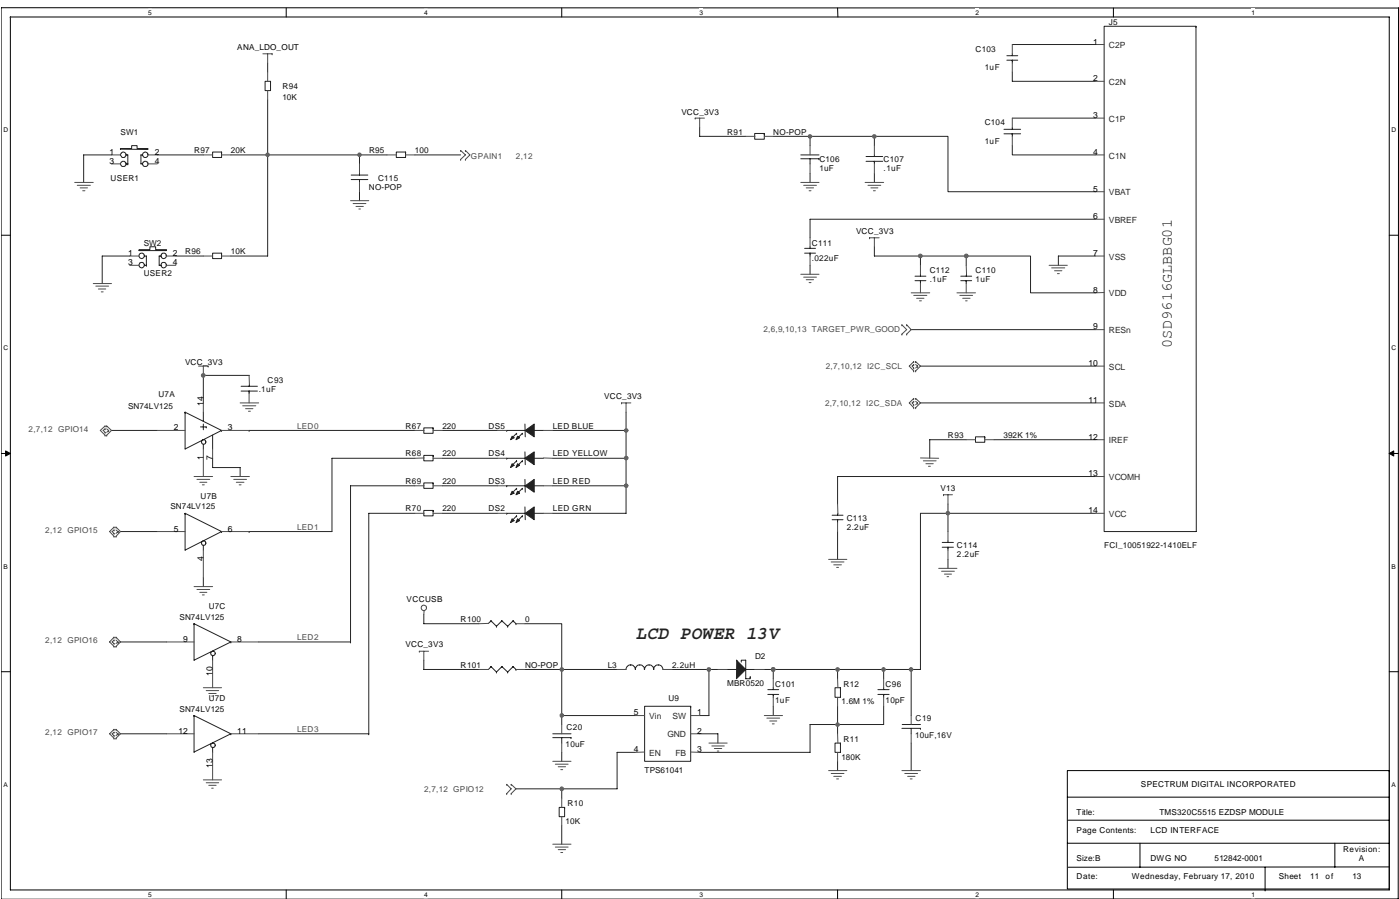 5 4 3 2 1
D
C
B
A
ANA_LDO_OUT
R94
10K
SW1
1 2
3 4
USER1
R97 20K
R95 100
GPAIN1 2,12
C115
NO-POP
SW2
1 2
3 4
USER2
R96 10K
VCC_3V3
C93
.1uF
U7A
SN74LV125
14
2,7,12 GPIO14
2 3
1 7
LED0
U7B
SN74LV125
2,12 GPIO15
5 6
4
LED1
U7C
SN74LV125
2,12 GPIO16
9 8
10
LED2
U7D
SN74LV125
2,12 GPIO17
12 11
13
LED3
VCC_3V3
R67 220 DS5 LED BLUE
R68 220 DS4 LED YELLOW
R69 220 DS3 LED RED
R70 220 DS2 LED GRN
VCCUSB
R100 0
VCC_3V3
R101 NO-POP
LCD POWER 13V
L3 2.2uH
D2
MBR0520
C101
1uF
R12
1.6M 1%
C96
10pF
C19
10uF,16V
R11
180K
U9
5 Vin SW 1
GND 2
4 EN FB 3
TPS61041
C20
10uF
2,7,12 GPIO12
R10
10K
J5
C103
1uF
C104
1uF
VCC_3V3
R91 NO-POP
C106
1uF
C107
.1uF
C111
.022uF
VCC_3V3
C112
.1uF
C110
1uF
2,6,9,10,13 TARGET_PWR_GOOD
2,7,10,12 I2C_SCL
2,7,10,12 I2C_SDA
R93 392K 1%
V13
C113
2.2uF
C114
2.2uF
1 C2P
2 C2N
3 C1P
4 C1N
5 VBAT
6 VBREF
7 VSS
8 VDD
9 RESn
10 SCL
11 SDA
12 IREF
13 VCOMH
14 VCC
OSD9616GLBBG01
FCI_10051922-1410ELF
SPECTRUM DIGITAL INCORPORATED
Title: TMS320C5515 EZDSP MODULE
Page Contents: LCD INTERFACE
Size:B DWG NO 512842-0001 Revision: A
Date: Wednesday, February 17, 2010 Sheet 11 of 13
D
C
B
A
5 4 3 2 1